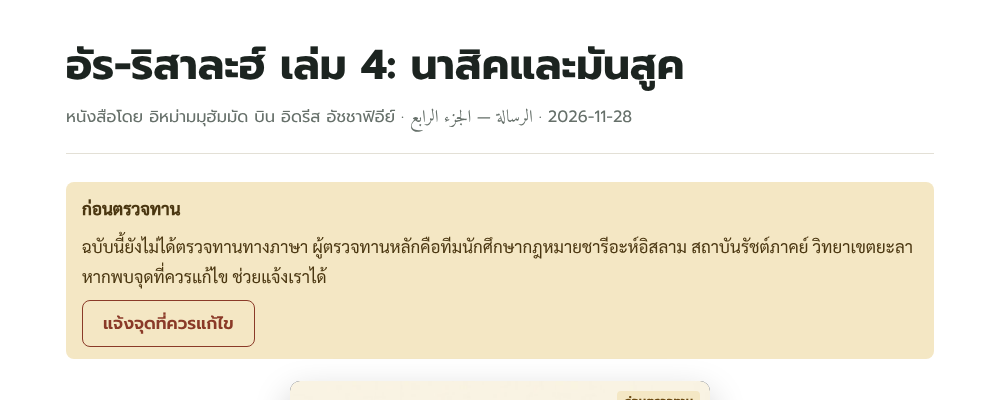 อัร-ริสาละฮ์ เล่ม 4: นาสิคและมันสูค
หนังสือโดย อิหม่ามมุฮัมมัด บิน อิดรีส อัชชาฟิอีย์ · الرسالة — الجزء الرابع · 2026-11-28
ก่อนตรวจทาน
ฉบับนี้ยังไม่ได้ตรวจทานทางภาษา ผู้ตรวจทานหลักคือทีมนักศึกษากฎหมายชารีอะห์อิสลาม สถาบันรัชต์ภาคย์ วิทยาเขตยะลา
หากพบจุดที่ควรแก้ไข ช่วยแจ้งเราได้
แจ้งจุดที่ควรแก้ไข